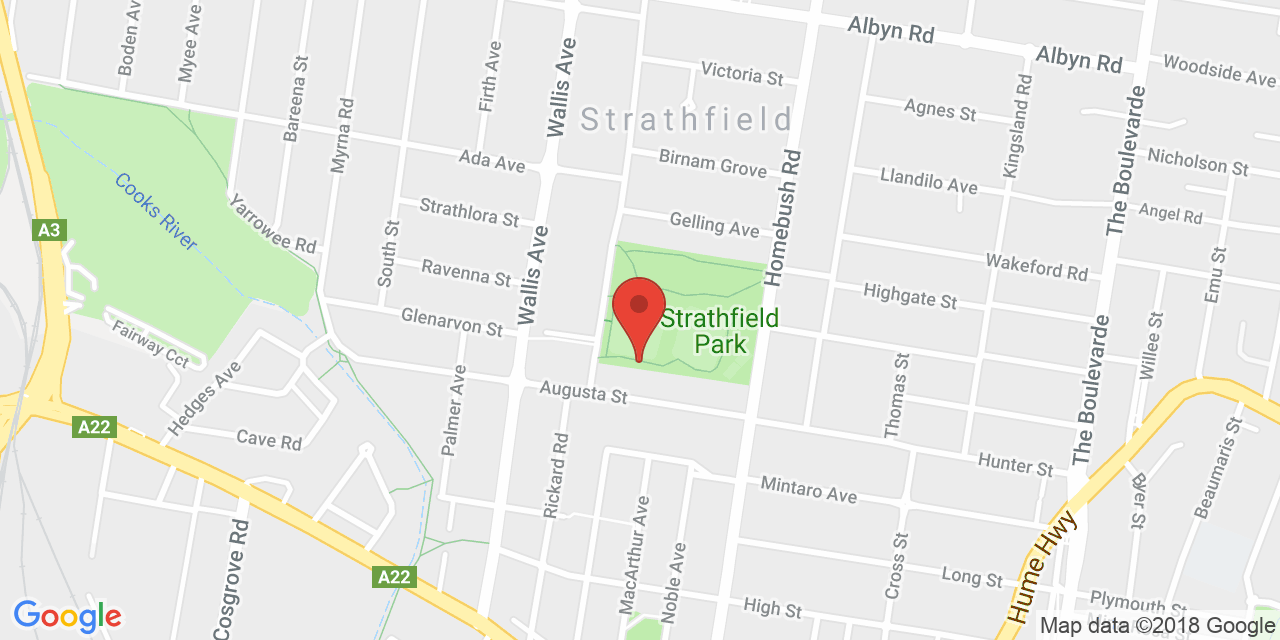 Boden Ave
Myee Ave
Bareena St
Myrna Rd
Firth Ave
Wallis Ave
Albyn Rd
Albyn Rd
Victoria St
Woodside Ave
Strathfield
Agnes St
Kingsland Rd
The Boulevarde
Ada Ave
Birnam Grove
Homebush Rd
Nicholson St
Cooks River
Llandilo Ave
Yarrowee Rd
Strathlora St
Gelling Ave
Angel Rd
A3
South St
Wallis Ave
Ravenna St
Wakeford Rd
Emu St
Highgate St
Glenarvon St
Strathfield
Park
Fairway Cct
The Boulevarde
Willee St
Hedges Ave
Palmer Ave
Augusta St
Thomas St
A22
Cave Rd
Rickard Rd
Hunter St
Beaumaris St
Mintaro Ave
Cosgrove Rd
MacArthur Ave
Noble Ave
Cross St
Hume Hwy
A22
Long St
High St
Plymouth St
Google
Map data ©2018 Google